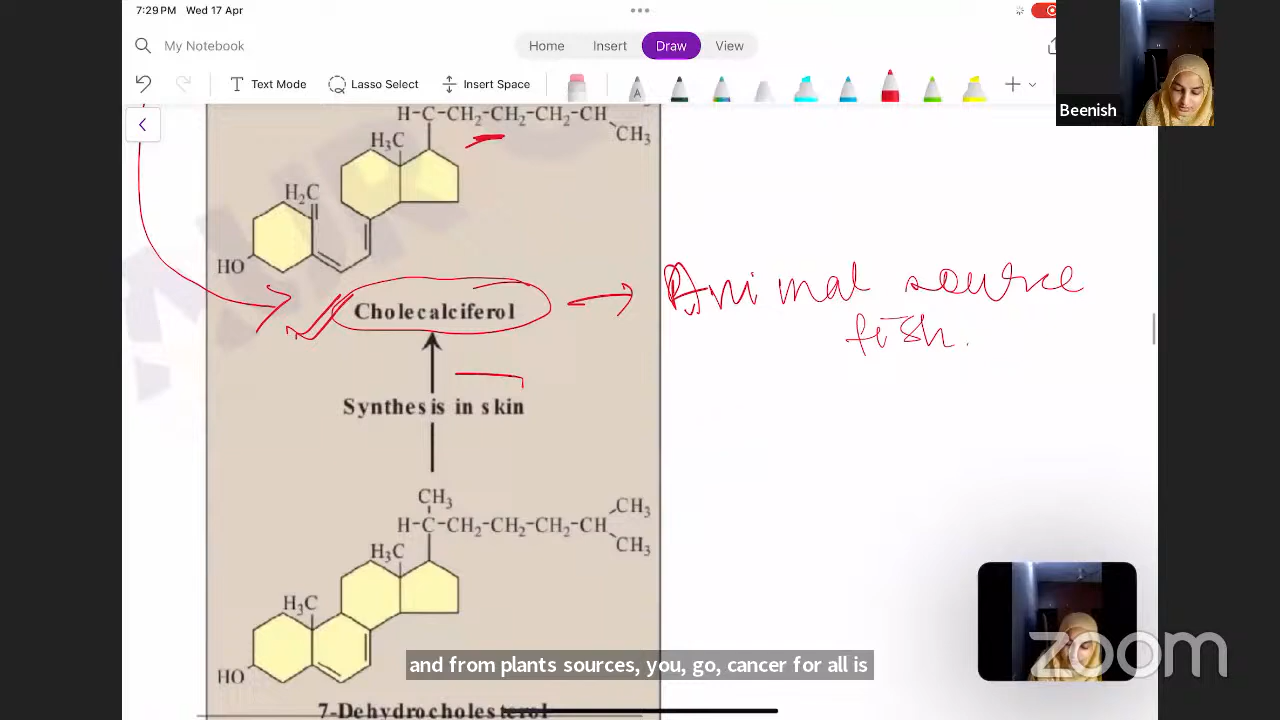 7:29 PM Wed 17 Apr
My Notebook
Home Insert Draw View
Text Mode Lasso Select Insert Space
Beenish
H-C-CH2-CH2-CH2-CH
CH3
H3C
H2C
HO
Cholecalciferol
Animal source
fish.
Synthesis in skin
CH3
CH3
H-C-CH2-CH2-CH2-CH
CH3
H3C
H3C
HO
zoom
and from plants sources, you, go, cancer for all is
7-Dehydrocholesterol